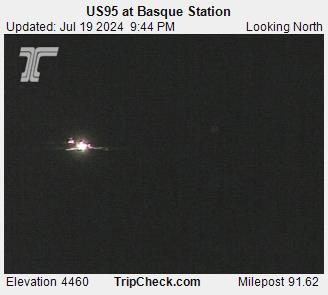 US95 at Basque Station
Updated: Jul 19 2024 9:44 PM Looking North
Elevation 4460 TripCheck.com Milepost 91.62